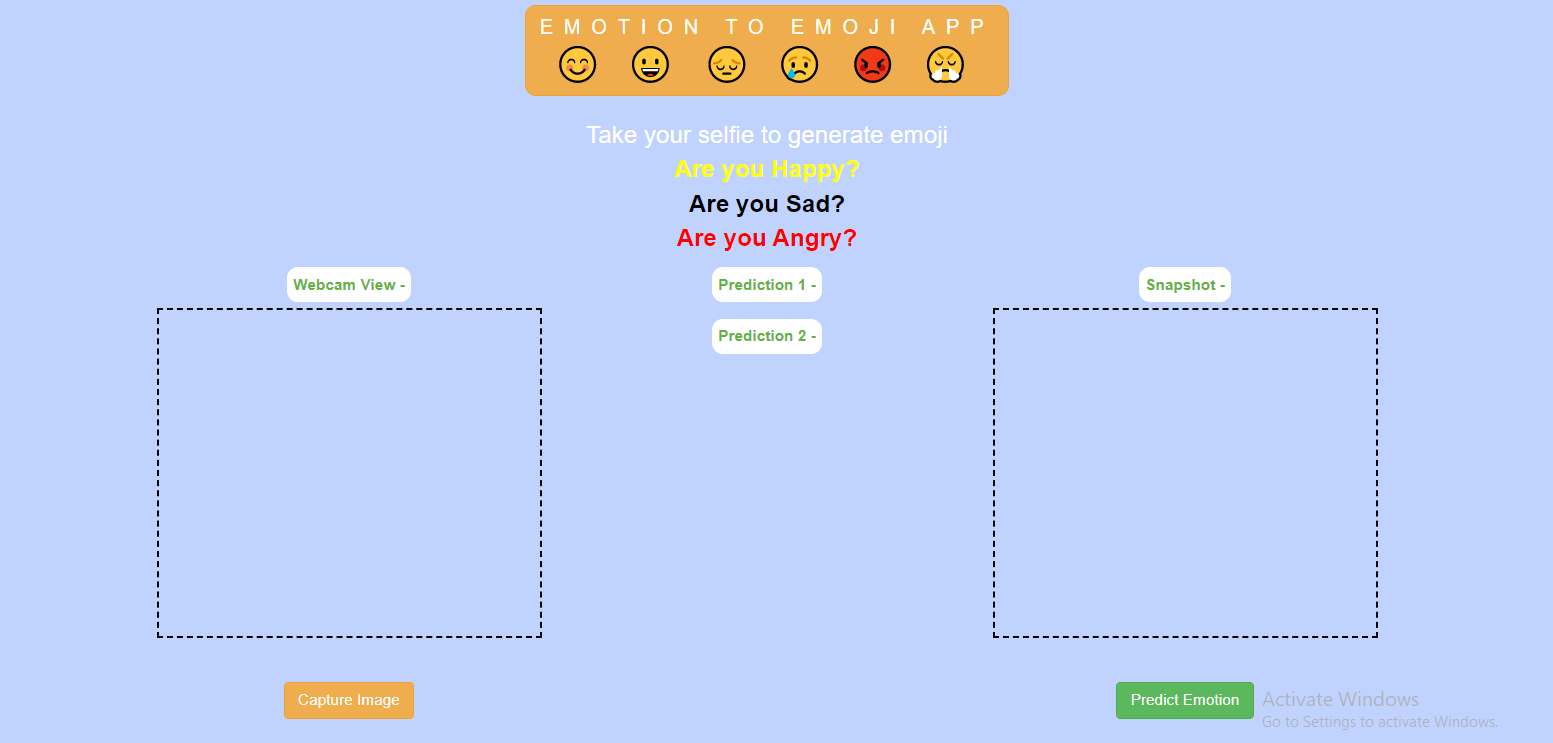 EMOTION TO EMOJI APP
Take your selfie to generate emoji
Are you Happy?
Are you Sad?
Are you Angry?
Webcam View -
Prediction 1 -
Snapshot -
Prediction 2 -
Capture Image
Predict Emotion
Activate Windows
Go to Settings to activate Windows.